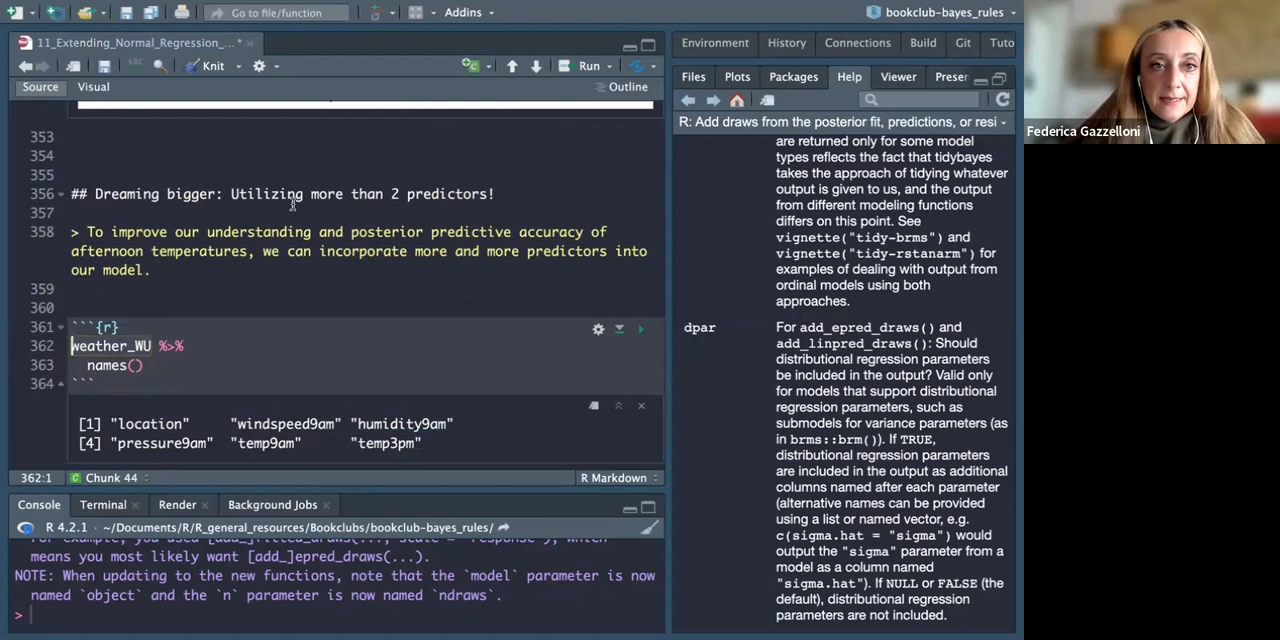 Go to file/function
Addins
bookclub-bayes_rules
11_Extending_Normal_Regression_...*
Knit
Run
Source
Visual
Outline
353
354
355
356 ## Dreaming bigger: Utilizing more than 2 predictors!
357
358 > To improve our understanding and posterior predictive accuracy of
afternoon temperatures, we can incorporate more and more predictors into
our model.
359
360
361 ```{r}
362 weather_WU %>%
363 names()
364 ```
[1] "location" "windspeed9am" "humidity9am"
[4] "pressure9am" "temp9am" "temp3pm"
362:1
C Chunk 44
R Markdown
Console
Terminal
Render
Background Jobs
R 4.2.1 · ~/Documents/R/R_general_resources/Bookclubs/bookclub-bayes_rules/
means you most likely want [add_]epred_draws(...).
NOTE: When updating to the new functions, note that the `model` parameter is now
named `object` and the `n` parameter is now named `ndraws`.
>
Environment
History
Connections
Build
Git
Tuto
Files
Plots
Packages
Help
Viewer
Preser
R: Add draws from the posterior fit, predictions, or resi
are returned only for some model
types reflects the fact that tidybayes
takes the approach of tidying whatever
output is given to us, and the output
from different modeling functions
differs on this point. See
vignette("tidy-brms") and
vignette("tidy-rstanarm") for
examples of dealing with output from
ordinal models using both
approaches.
dpar
For add_epred_draws() and
add_linpred_draws(): Should
distributional regression parameters
be included in the output? Valid only
for models that support distributional
regression parameters, such as
submodels for variance parameters (as
in brms::brm()). If TRUE,
distributional regression parameters
are included in the output as additional
columns named after each parameter
(alternative names can be provided
using a list or named vector, e.g.
c(sigma.hat = "sigma") would
output the "sigma" parameter from a
model as a column named
"sigma.hat"). If NULL or FALSE (the
default), distributional regression
parameters are not included.
Federica Gazzelloni